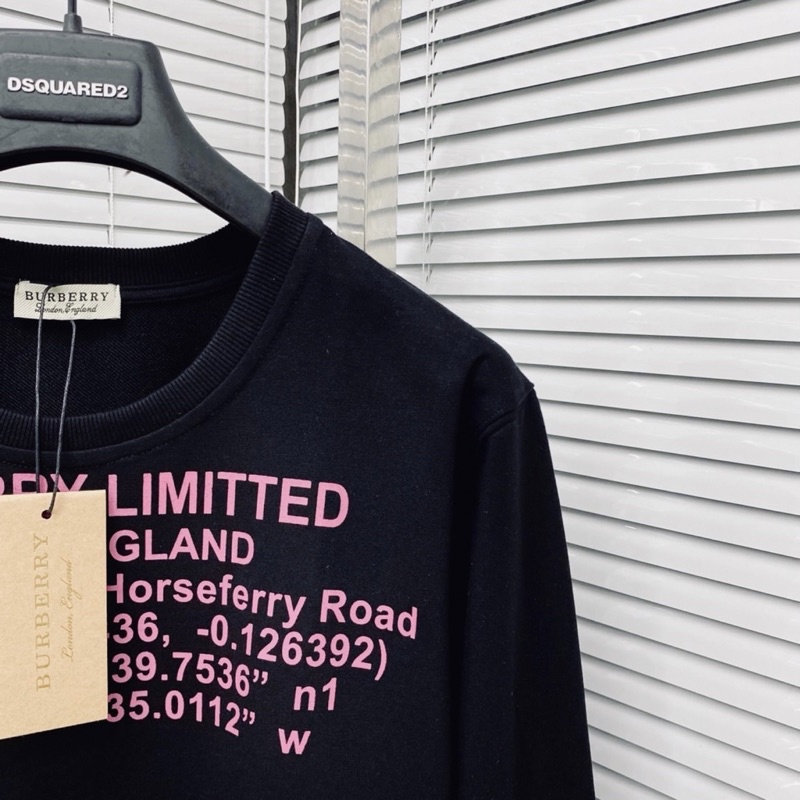 DSQUARED2
BURBERRY
London, England
RRY LIMITTED
GLAND
Horseferry Road
36, -0.126392)
39.7536” n1
35.0112” w
BURBERRY
London, England